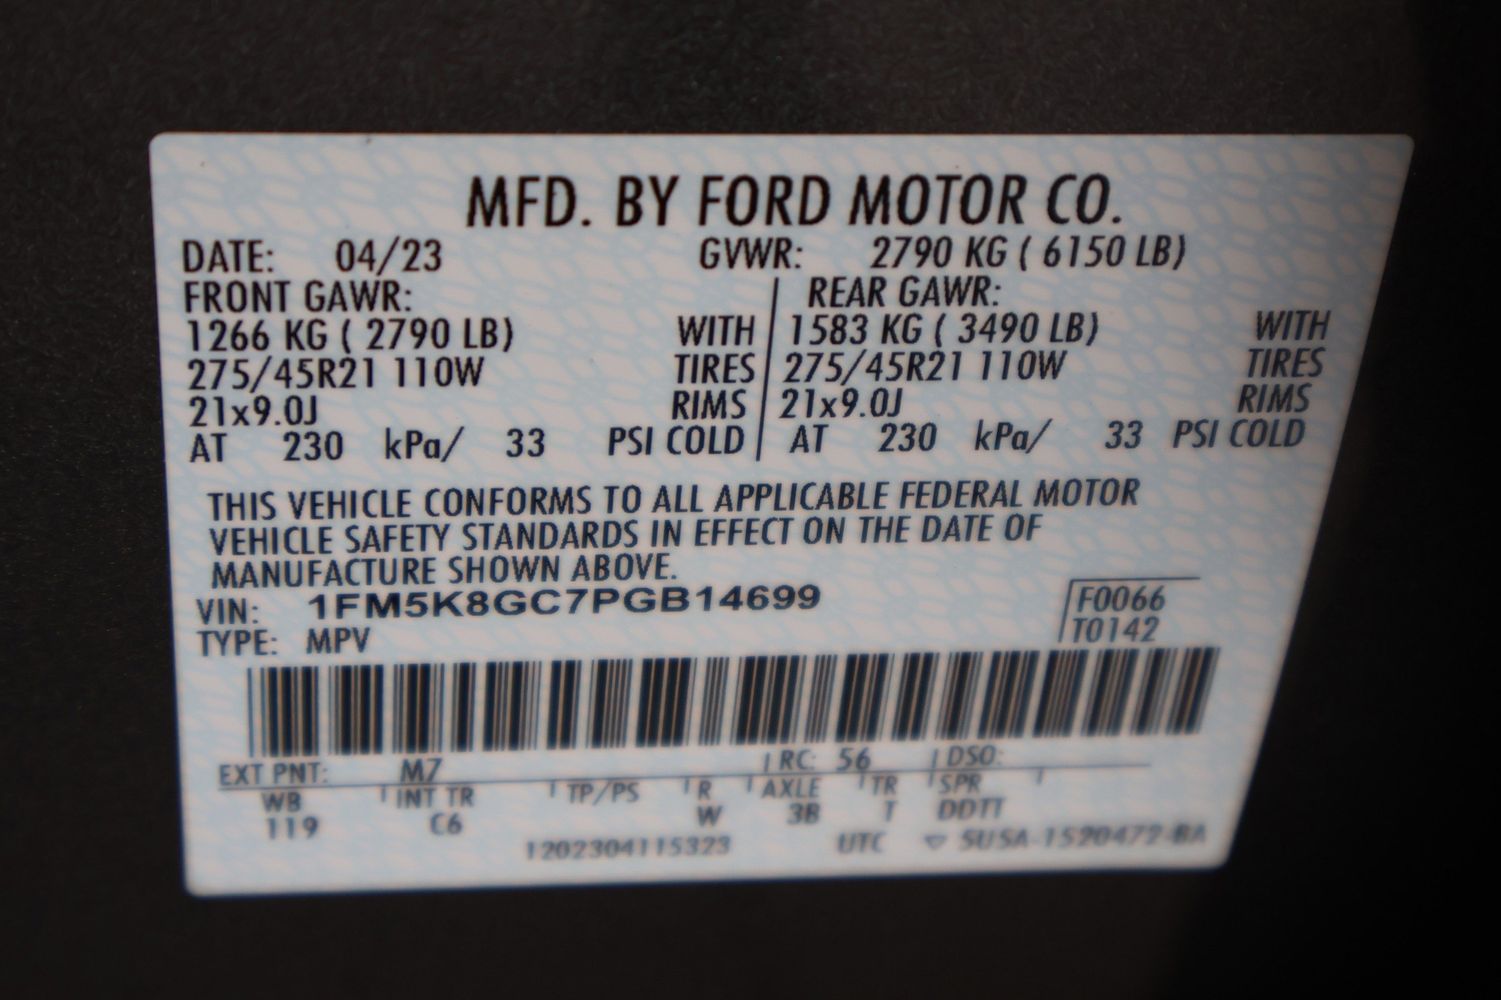 MFD. BY FORD MOTOR CO.
DATE: 04/23 GVWR: 2790 KG ( 6150 LB)
FRONT GAWR: REAR GAWR:
1266 KG ( 2790 LB) WITH 1583 KG ( 3490 LB) WITH
275/45R21 110W TIRES 275/45R21 110W TIRES
21x9.0J RIMS 21x9.0J RIMS
AT 230 kPa/ 33 PSI COLD AT 230 kPa/ 33 PSI COLD
THIS VEHICLE CONFORMS TO ALL APPLICABLE FEDERAL MOTOR
VEHICLE SAFETY STANDARDS IN EFFECT ON THE DATE OF
MANUFACTURE SHOWN ABOVE.
VIN: 1FM5K8GC7PGB14699 F0066
TYPE: MPV T0142
EXT PNT: M7 RC: 56 DSO:
WB INT TR TP/PS R AXLE TR SPR
119 C6 W 3B T DDTT
1202304115323 UTC SUSA-1520472-BA